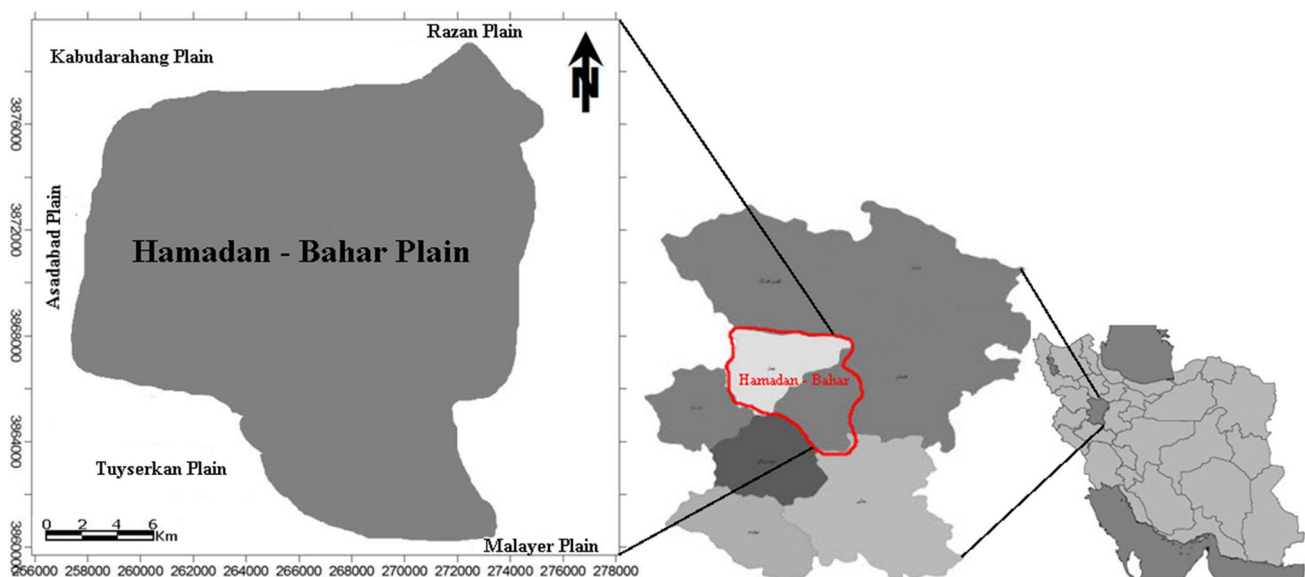 Razan Plain
Kabudarahang Plain
N
3876000
3872000
3868000
3864000
3860000
Asadabad Plain
Hamadan - Bahar Plain
Tuyserkan Plain
0 2 4 6
Km
Malayer Plain
256000 258000 260000 262000 264000 266000 268000 270000 272000 274000 276000 278000
Hamadan - Bahar